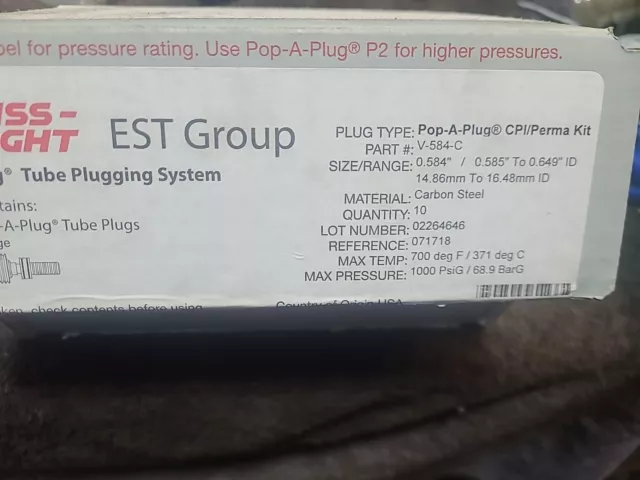 for pressure rating. Use Pop-A-Plug® P2 for higher pressures.
EST Group
Tube Plugging System
-A-Plug® Tube Plugs
PLUG TYPE: Pop-A-Plug® CPI/Perma Kit
PART #: V-584-C
SIZE/RANGE: 0.584" / 0.585" To 0.649" ID
14.86mm To 16.48mm ID
MATERIAL: Carbon Steel
QUANTITY: 10
LOT NUMBER: 02264646
REFERENCE: 071718
MAX TEMP: 700 deg F / 371 deg C
MAX PRESSURE: 1000 PsiG / 68.9 BarG
check contents before using
Country of Origin USA